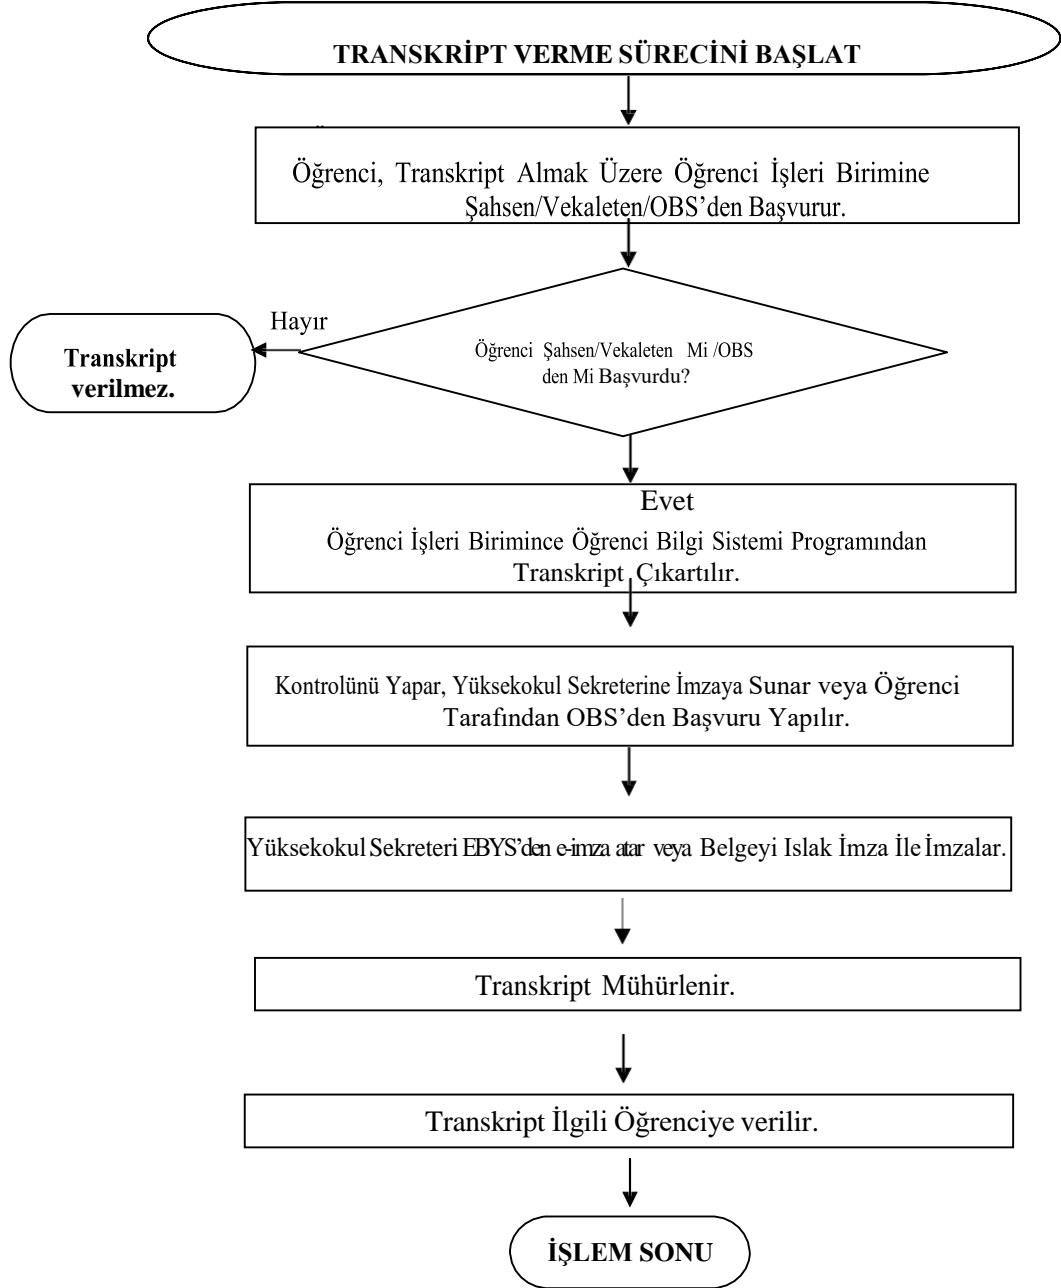 TRANSKRİPT VERME SÜRECİNİ BAŞLAT
Öğrenci, Transkript Almak Üzere Öğrenci İşleri Birimine
Şahsen/Vekaleten/OBS’den Başvurur.
Hayır
Transkript
verilmez.
Öğrenci Şahsen/Vekaleten Mi /OBS
den Mi Başvurdu?
Evet
Öğrenci İşleri Birimince Öğrenci Bilgi Sistemi Programından
Transkript Çıkartılır.
Kontrolünü Yapar, Yüksekokul Sekreterine İmzaya Sunar veya Öğrenci
Tarafından OBS’den Başvuru Yapılır.
Yüksekokul Sekreteri EBYS’den e-imza atar veya Belgeyi Islak İmza İle İmzalar.
Transkript Mühürlenir.
Transkript İlgili Öğrenciye verilir.
İŞLEM SONU